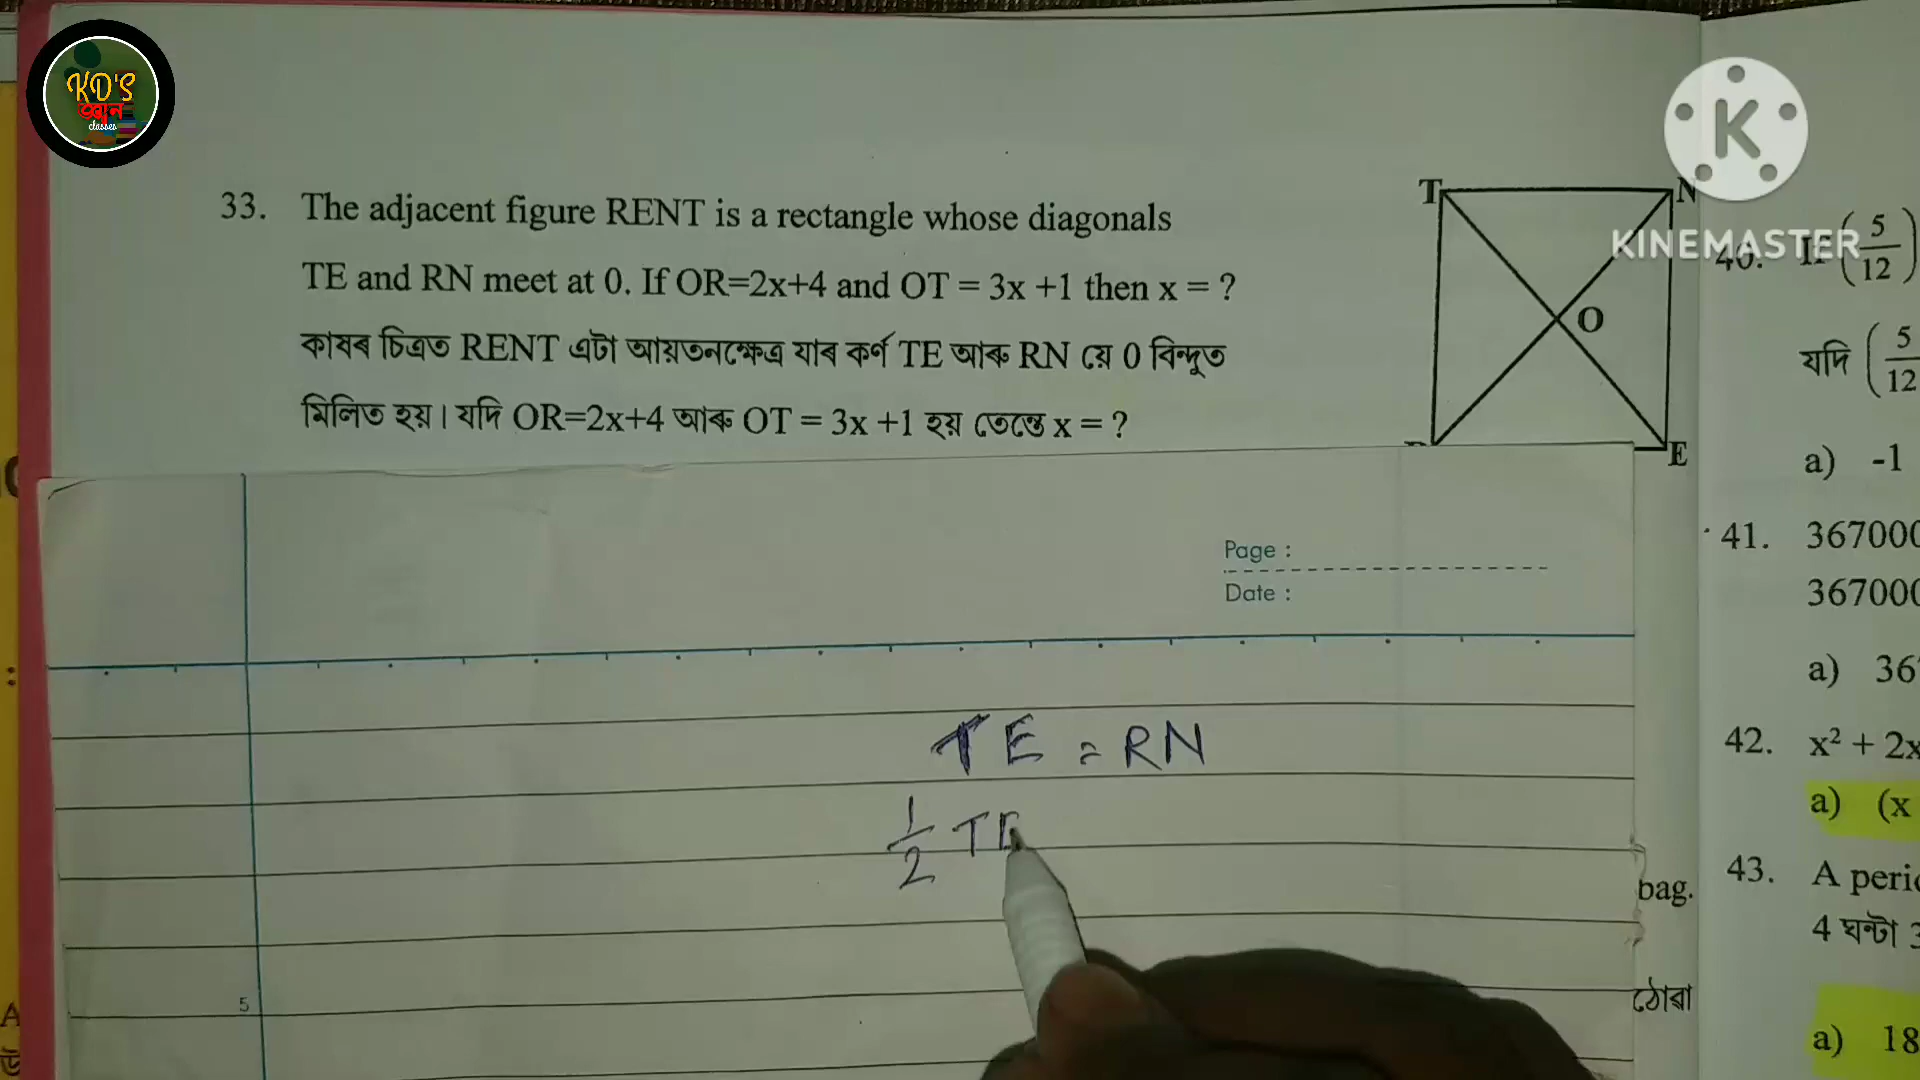 KD'S
জ্ঞান
classes
K
KINEMASTER
33. The adjacent figure RENT is a rectangle whose diagonals
TE and RN meet at 0. If OR=2x+4 and OT = 3x +1 then x = ?
কাষৰ চিত্ৰত RENT এটা আয়তনক্ষেত্ৰ যাৰ কৰ্ণ TE আৰু RN য়ে 0 বিন্দুত
মিলিত হয়। যদি OR=2x+4 আৰু OT = 3x +1 হয় তেন্তে x = ?
T N
O
E
Page :
Date :
TE = RN
1/2 TE
5
40. If (5/12)
যদি (5/12
a) -1
41. 367000
367000
a) 36
42. x² + 2x
a) (x
43. A peri
4 ঘন্টা 3
a) 18
bag.
ঠোৱা